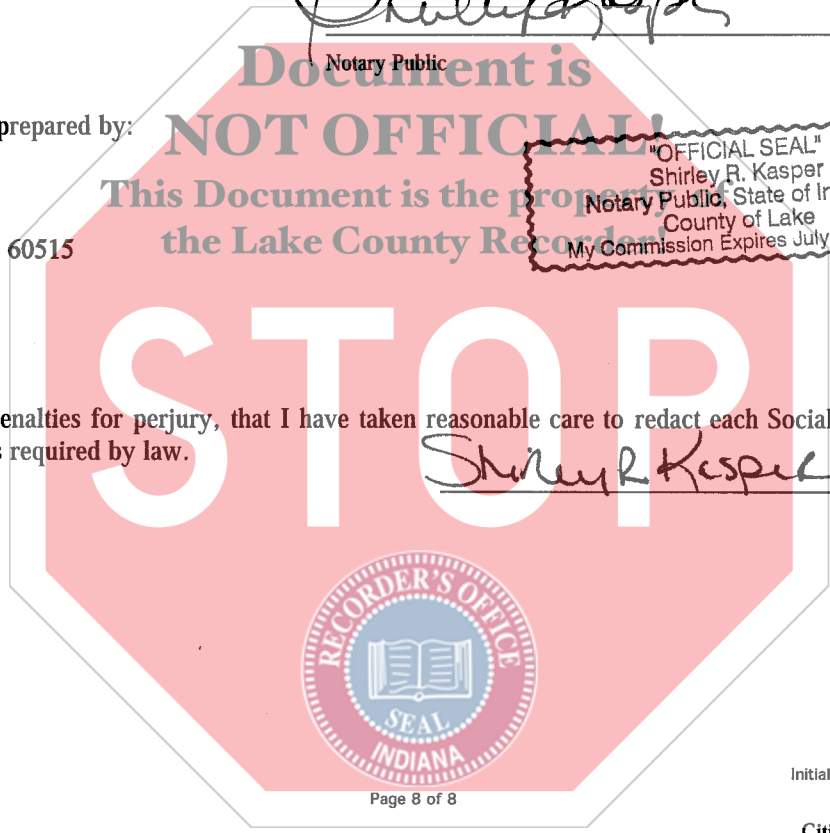 Notary Public
Document is
prepared by:
NOT OFFICIAL!
"OFFICIAL SEAL"
Shirley R. Kasper
This Document is the property of
Notary Public, State of In
County of Lake
60515
the Lake County Recorder!
My Commission Expires July
STOP
enalties for perjury, that I have taken reasonable care to redact each Social
s required by law.
Shirley R Kasper
RECORDER'S OFFICE
SEAL
INDIANA
Initial
Page 8 of 8